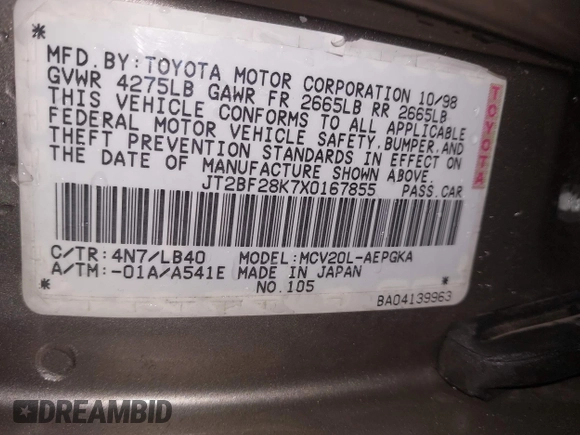 MFD. BY: TOYOTA MOTOR CORPORATION 10/98
GVWR 4275LB GAWR FR 2665LB RR 2665LB
THIS VEHICLE CONFORMS TO ALL APPLICABLE
FEDERAL MOTOR VEHICLE SAFETY, BUMPER, AND
THEFT PREVENTION STANDARDS IN EFFECT ON
THE DATE OF MANUFACTURE SHOWN ABOVE.
JT2BF28K7X0167855 PASS. CAR
TOYOTA
C/TR: 4N7/LB40 MODEL: MCV20L-AEPGKA
A/TM: -01A/A541E MADE IN JAPAN
NO. 105
BA04139963
DREAMBID